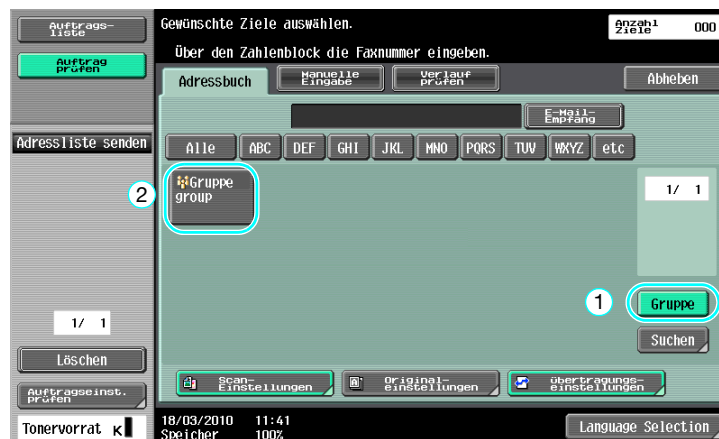 Auftrags-
liste
Auftrag
prüfen
Gewünschte Ziele auswählen.
Anzahl
Ziele 000
Über den Zahlenblock die Faxnummer eingeben.
Adressbuch
Manuelle
Eingabe
Verlauf
prüfen
Abheben
E-Mail-
Empfang
Adressliste senden
Alle ABC DEF GHI JKL MNO PQRS TUV WXYZ etc
2
Gruppe
group
1/ 1
1
Gruppe
Suchen
1/ 1
Löschen
Auftragseinst.
prüfen
Scan-
Einstellungen
Original-
einstellungen
übertragungs-
einstellungen
Tonervorrat K
18/03/2010 11:41
Speicher 100%
Language Selection